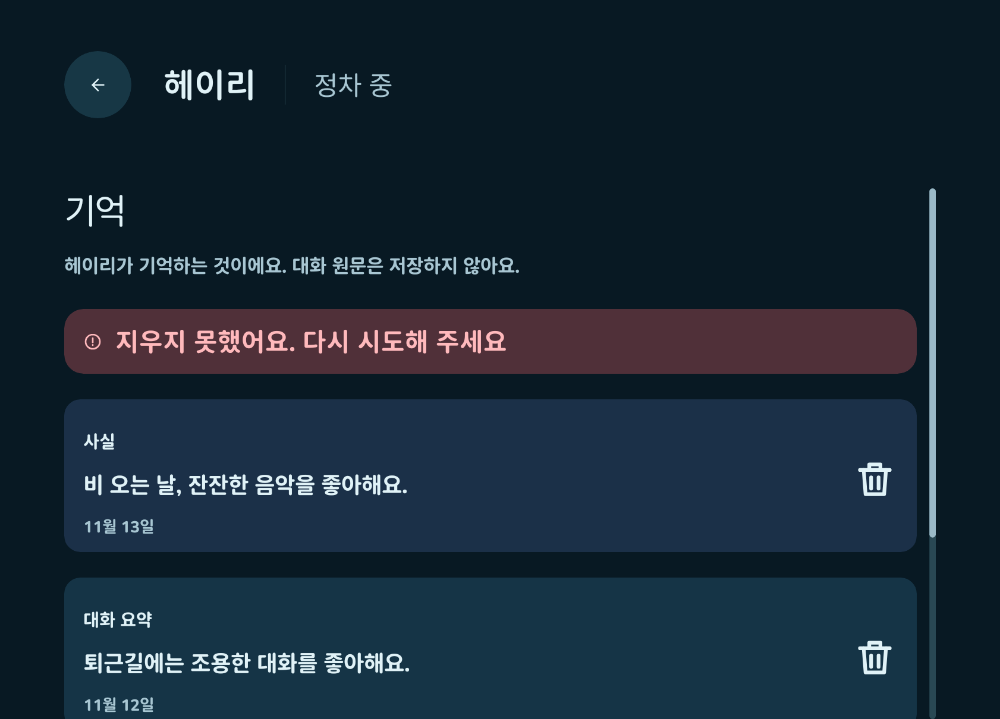 헤이리
정차 중
기억
헤이리가 기억하는 것이에요. 대화 원문은 저장하지 않아요.
지우지 못했어요. 다시 시도해 주세요
사실
비 오는 날, 잔잔한 음악을 좋아해요.
11월 13일
대화 요약
퇴근길에는 조용한 대화를 좋아해요.
11월 12일